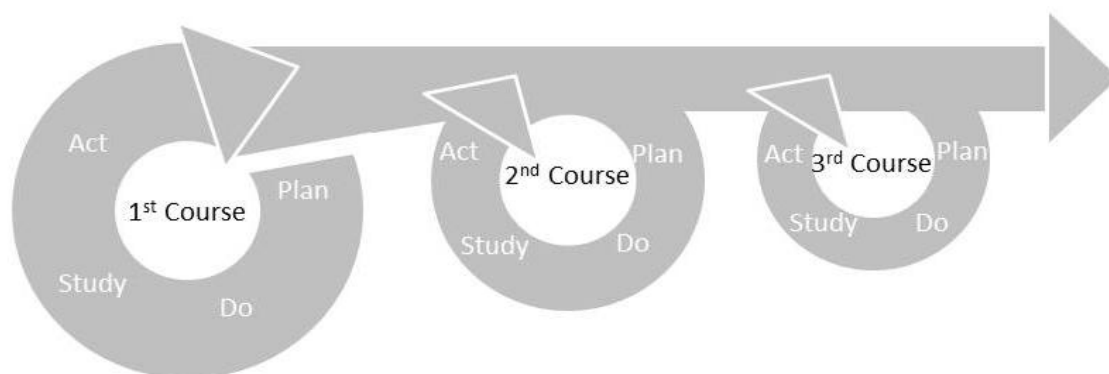 Act
Plan
1st Course
Study
Do
Act
Plan
2nd Course
Study
Do
Act
Plan
3rd Course
Study
Do